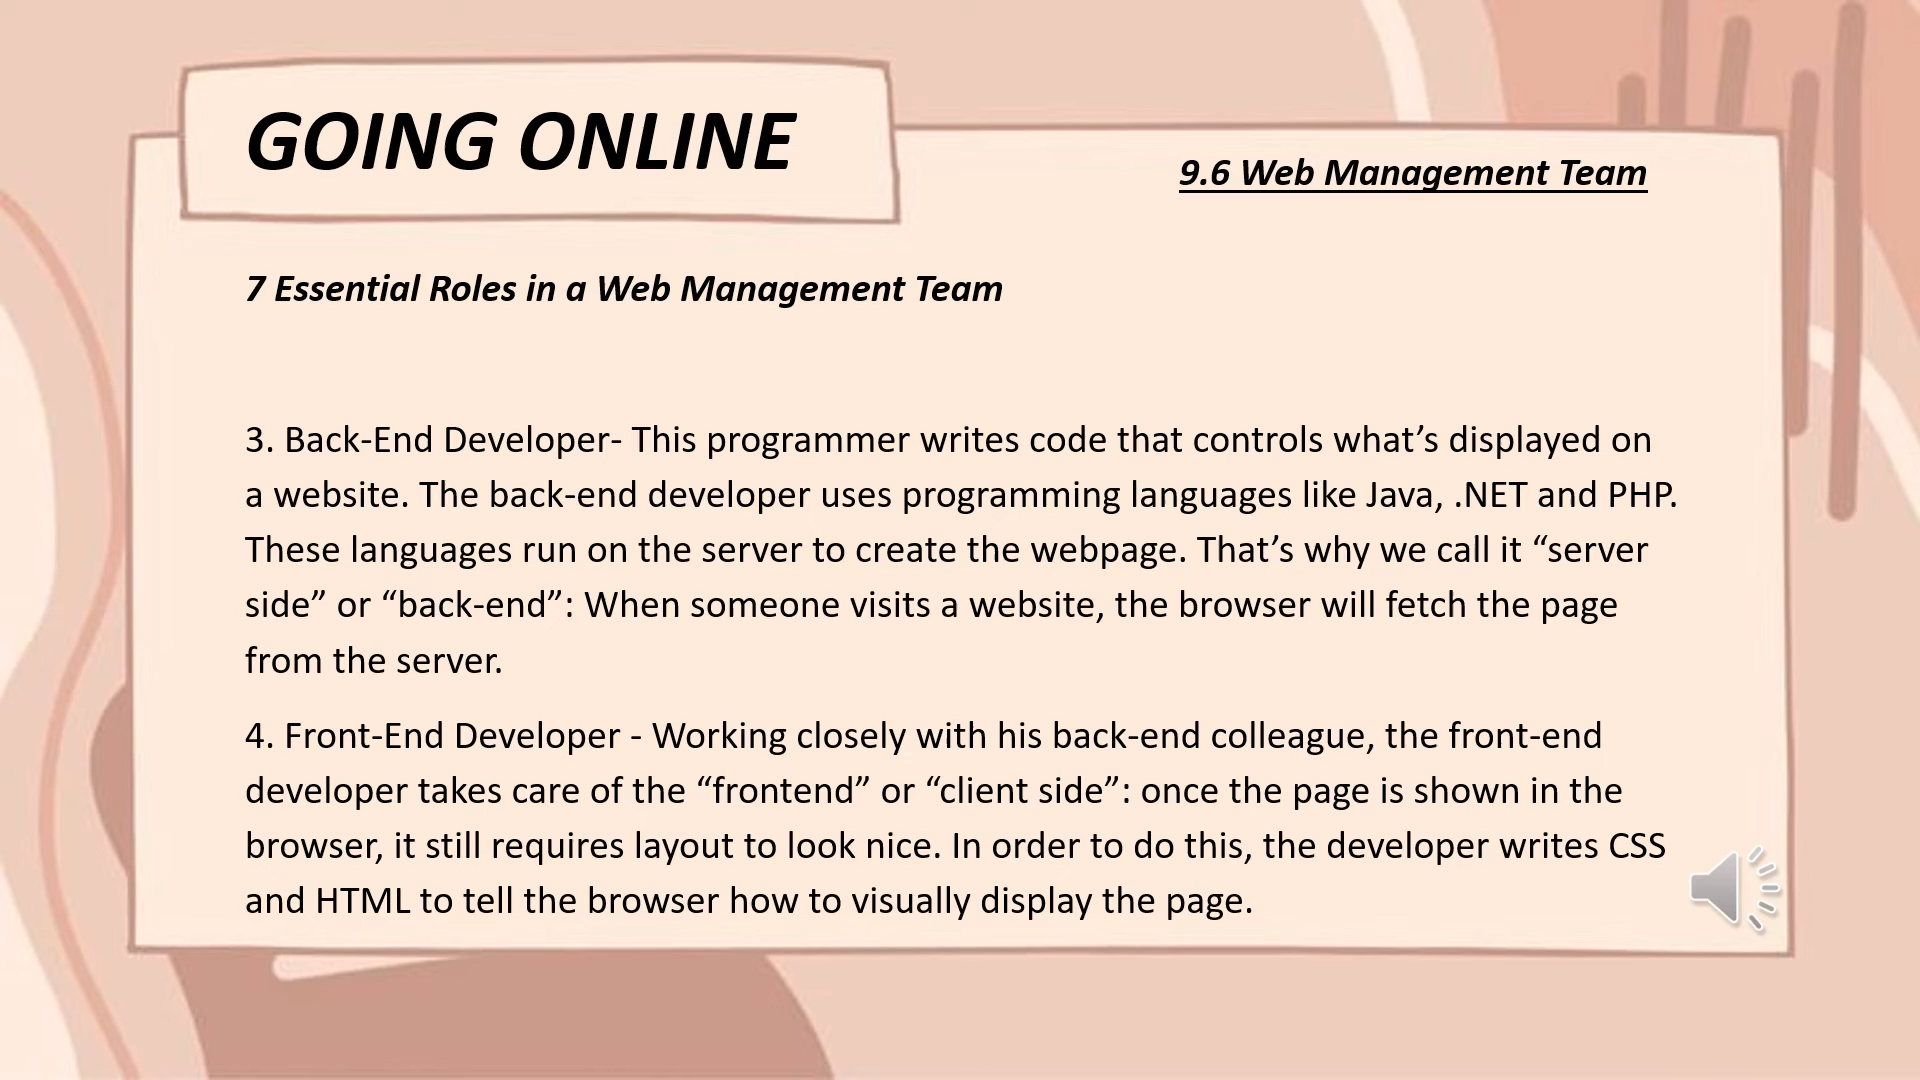 GOING ONLINE
9.6 Web Management Team
7 Essential Roles in a Web Management Team
3. Back-End Developer- This programmer writes code that controls what’s displayed on
a website. The back-end developer uses programming languages like Java, .NET and PHP.
These languages run on the server to create the webpage. That’s why we call it “server
side” or “back-end”: When someone visits a website, the browser will fetch the page
from the server.
4. Front-End Developer - Working closely with his back-end colleague, the front-end
developer takes care of the “frontend” or “client side”: once the page is shown in the
browser, it still requires layout to look nice. In order to do this, the developer writes CSS
and HTML to tell the browser how to visually display the page.